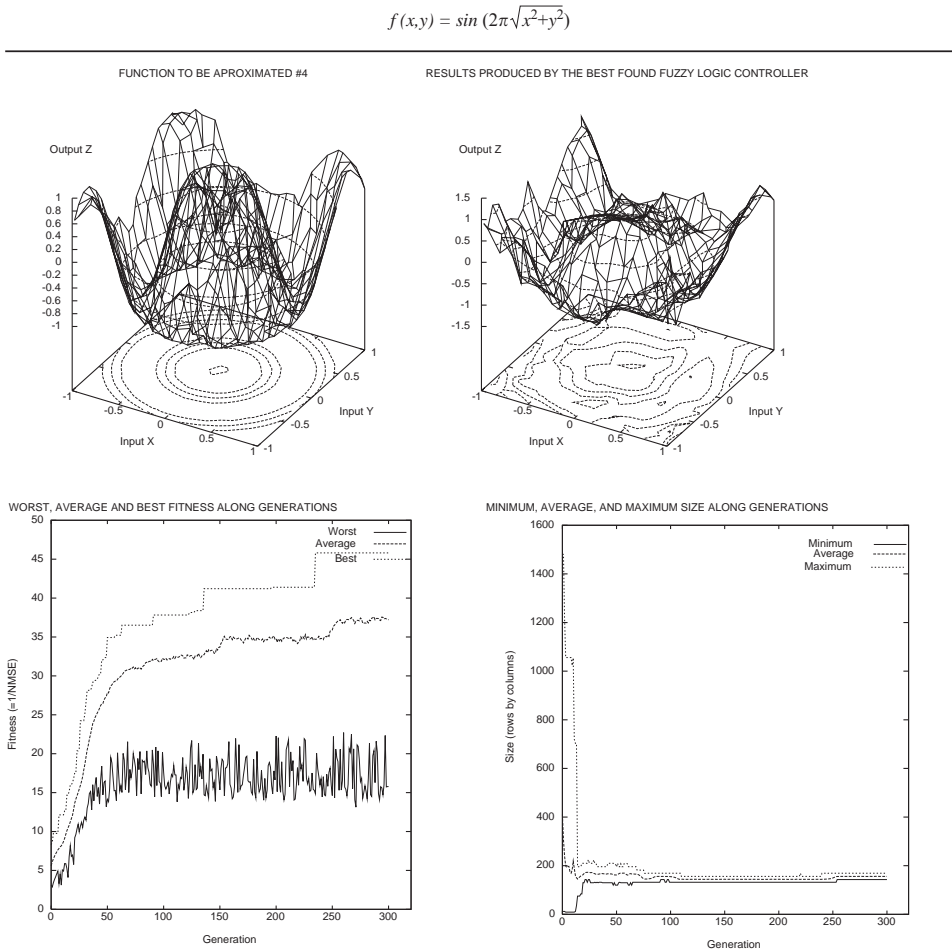 f (x,y) = sin (2π√x²+y²)
FUNCTION TO BE APROXIMATED #4
RESULTS PRODUCED BY THE BEST FOUND FUZZY LOGIC CONTROLLER
Output Z
1
0.8
0.6
0.4
0.2
0
-0.2
-0.4
-0.6
-0.8
-1
-1
-0.5
0
0.5
1
Input X
-1
-0.5
0
0.5
1
Input Y
Output Z
1.5
1
0.5
0
-0.5
-1
-1.5
-1
-0.5
0
0.5
1
Input X
-1
-0.5
0
0.5
1
Input Y
WORST, AVERAGE AND BEST FITNESS ALONG GENERATIONS
50
45
40
35
30
25
20
15
10
5
0
Fitness (=1/NMSE)
Worst
Average
Best
0 50 100 150 200 250 300
Generation
MINIMUM, AVERAGE, AND MAXIMUM SIZE ALONG GENERATIONS
1600
1400
1200
1000
800
600
400
200
0
Size (rows by columns)
Minimum
Average
Maximum
0 50 100 150 200 250 300
Generation